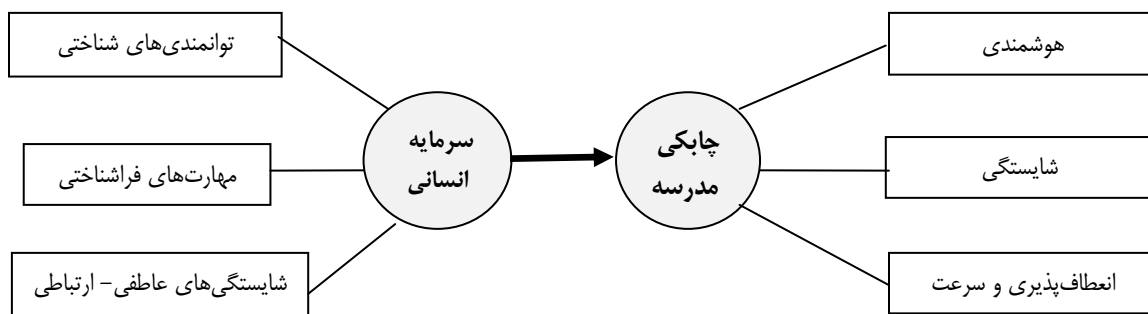 توانمندی‌های شناختی
مهارت‌های فراشناختی
شایستگی‌های عاطفی- ارتباطی
سرمایه
انسانی
چابکی
مدرسه
هوشمندی
شایستگی
انعطاف‌پذیری و سرعت